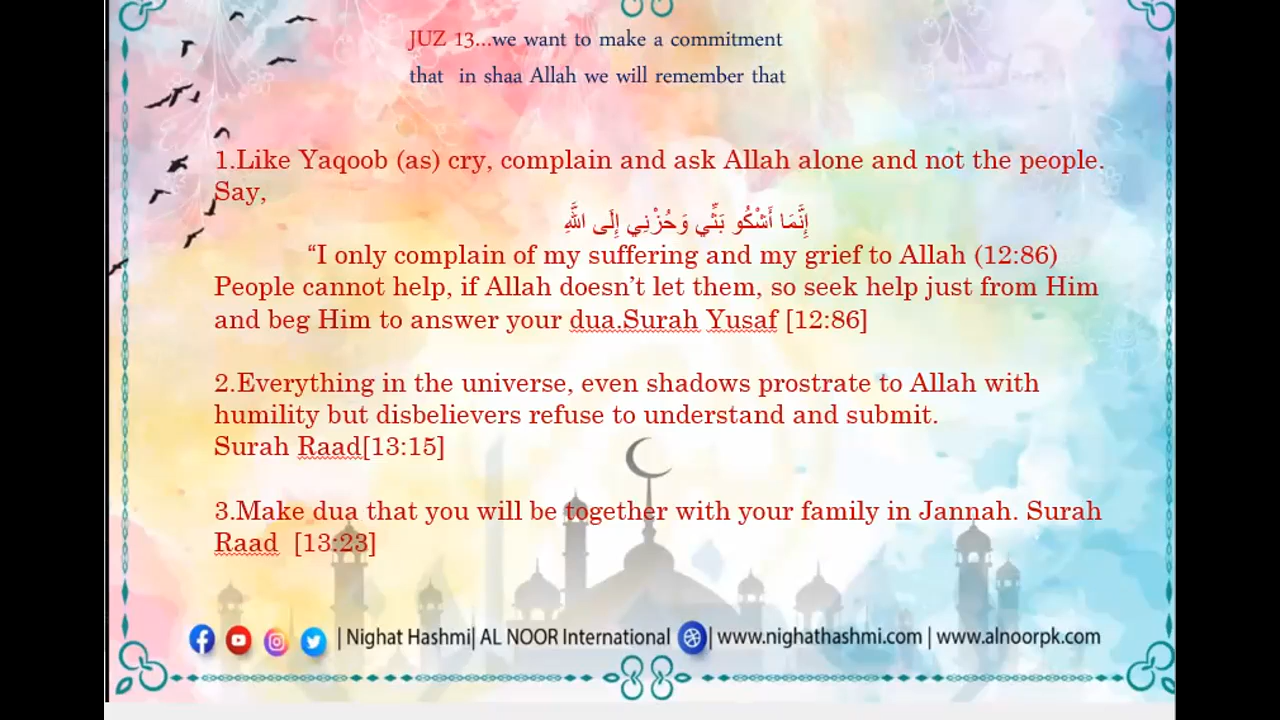 JUZ 13...we want to make a commitment
that in shaa Allah we will remember that
1.Like Yaqoob (as) cry, complain and ask Allah alone and not the people.
Say,
إِنَّمَا أَشْكُو بَثِّي وَحُزْنِي إِلَى اللَّهِ
“I only complain of my suffering and my grief to Allah (12:86)
People cannot help, if Allah doesn’t let them, so seek help just from Him
and beg Him to answer your dua.Surah Yusaf [12:86]
2.Everything in the universe, even shadows prostrate to Allah with
humility but disbelievers refuse to understand and submit.
Surah Raad[13:15]
3.Make dua that you will be together with your family in Jannah. Surah
Raad [13:23]
| Nighat Hashmi| AL NOOR International | www.nighathashmi.com | www.alnoorpk.com